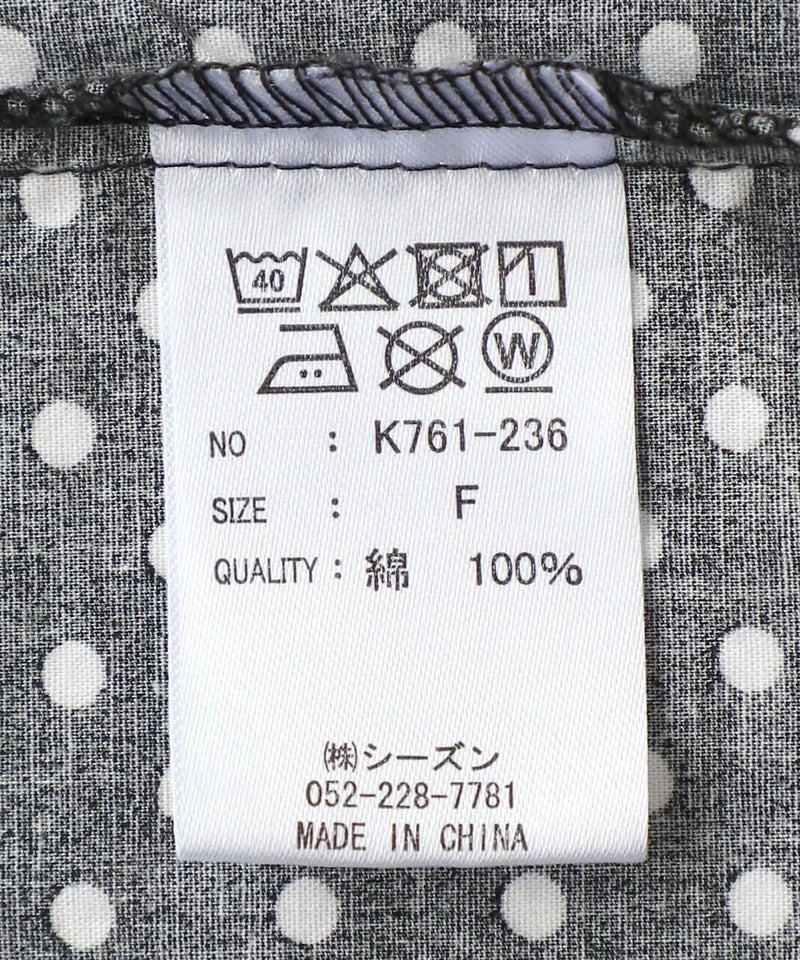 40
W
NO : K761-236
SIZE : F
QUALITY : 綿 100%
㈱シーズン
052-228-7781
MADE IN CHINA